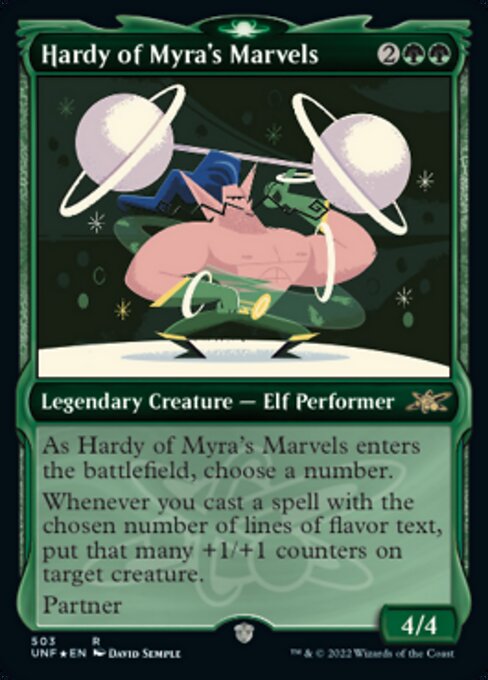 Hardy of Myra's Marvels 2
Legendary Creature — Elf Performer
As Hardy of Myra's Marvels enters
the battlefield, choose a number.
Whenever you cast a spell with the
chosen number of lines of flavor text,
put that many +1/+1 counters on
target creature.
Partner
4/4
503 R
UNF★EN DAVID SEMPLE ™ & © 2022 Wizards of the Coast